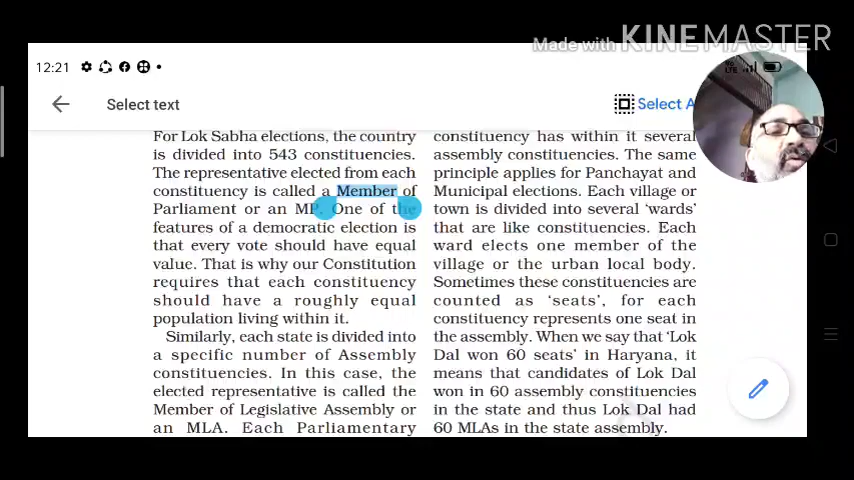 Made with KINEMASTER
12:21
Select text
Select A
For Lok Sabha elections, the country
is divided into 543 constituencies.
The representative elected from each
constituency is called a Member of
Parliament or an MP. One of the
features of a democratic election is
that every vote should have equal
value. That is why our Constitution
requires that each constituency
should have a roughly equal
population living within it.
Similarly, each state is divided into
a specific number of Assembly
constituencies. In this case, the
elected representative is called the
Member of Legislative Assembly or
an MLA. Each Parliamentary
constituency has within it several
assembly constituencies. The same
principle applies for Panchayat and
Municipal elections. Each village or
town is divided into several ‘wards’
that are like constituencies. Each
ward elects one member of the
village or the urban local body.
Sometimes these constituencies are
counted as ‘seats’, for each
constituency represents one seat in
the assembly. When we say that ‘Lok
Dal won 60 seats’ in Haryana, it
means that candidates of Lok Dal
won in 60 assembly constituencies
in the state and thus Lok Dal had
60 MLAs in the state assembly.